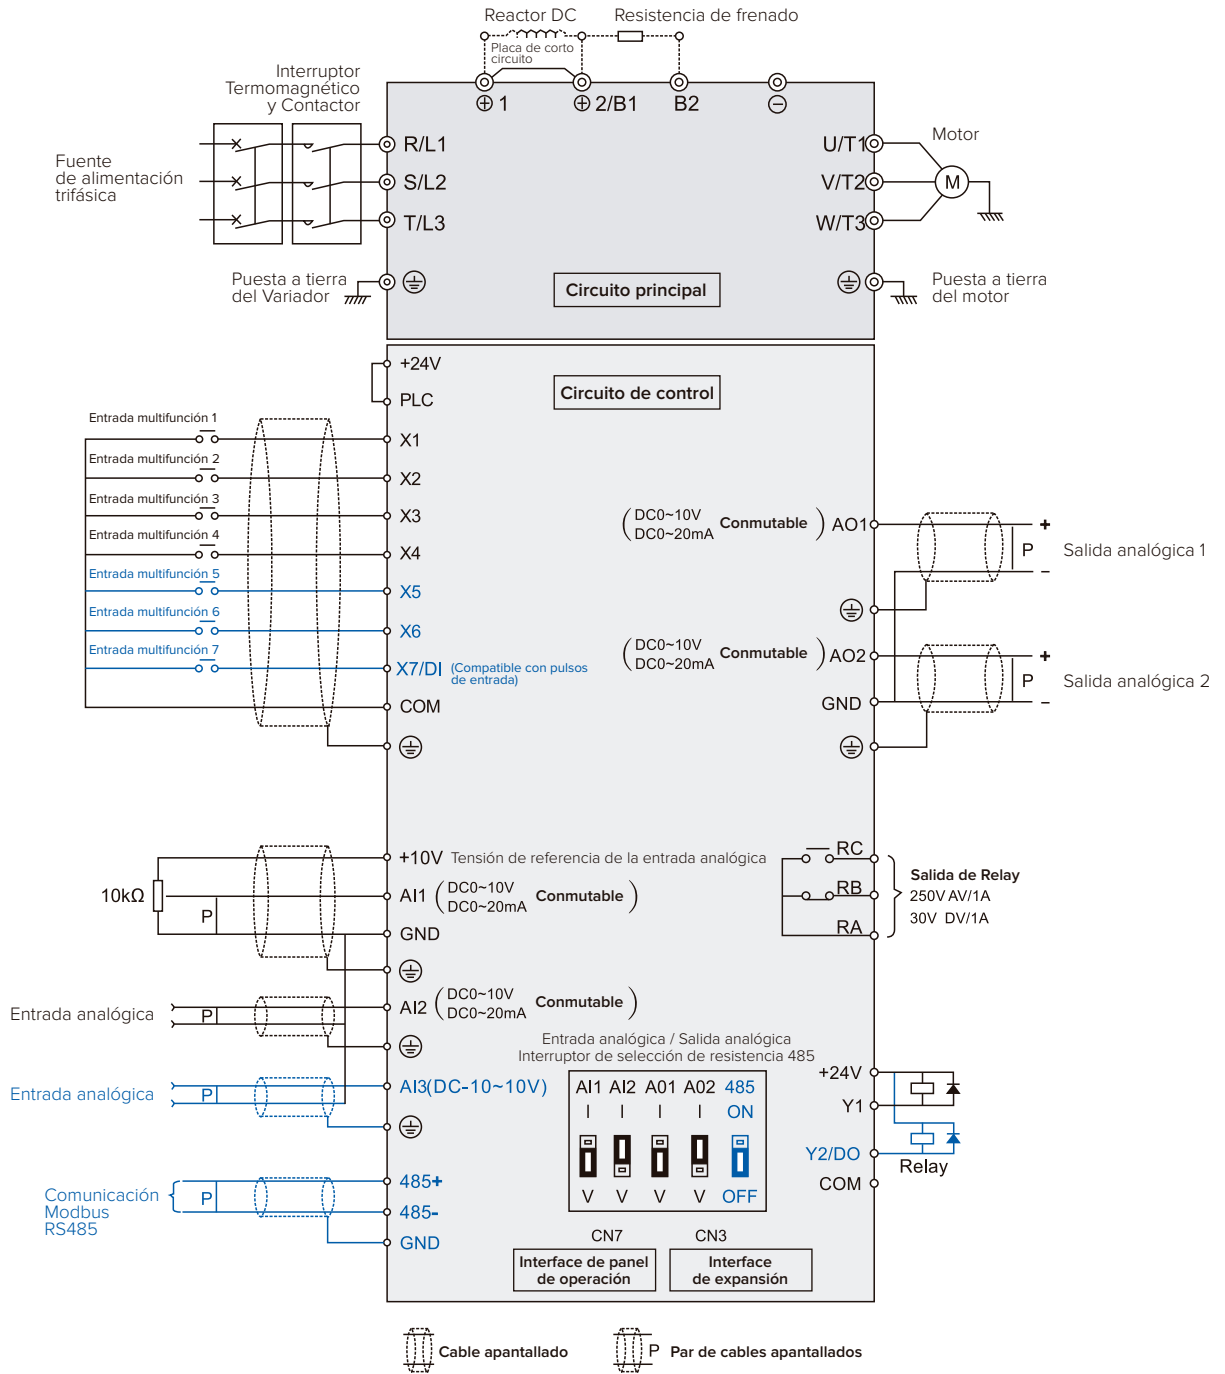 Reactor DC
Resistencia de frenado
Placa de corto
circuito
⊕ 1
⊕ 2/B1
B2
⊖
Interruptor
Termomagnético
y Contactor
Fuente
de alimentación
trifásica
R/L1
S/L2
T/L3
U/T1
V/T2
W/T3
Motor
M
Puesta a tierra
del Variador
Circuito principal
Puesta a tierra
del motor
+24V
PLC
Circuito de control
Entrada multifunción 1
X1
Entrada multifunción 2
X2
Entrada multifunción 3
X3
Entrada multifunción 4
X4
Entrada multifunción 5
X5
Entrada multifunción 6
X6
Entrada multifunción 7
X7/DI (Compatible con pulsos
de entrada)
COM
(DC0~10V
DC0~20mA Conmutable) AO1
+
P
−
Salida analógica 1
(DC0~10V
DC0~20mA Conmutable) AO2
GND
+
P
−
Salida analógica 2
+10V Tensión de referencia de la entrada analógica
10kΩ
P
AI1 (DC0~10V
DC0~20mA Conmutable)
GND
RC
RB
RA
Salida de Relay
250V AV/1A
30V DV/1A
Entrada analógica
P
AI2 (DC0~10V
DC0~20mA Conmutable)
Entrada analógica
P
AI3(DC-10~10V)
Entrada analógica / Salida analógica
Interruptor de selección de resistencia 485
AI1 AI2 A01 A02 485
I I I I ON
V V V V OFF
+24V
Y1
Y2/DO
COM
Relay
Comunicación
Modbus
RS485
P
485+
485-
GND
CN7
Interface de panel
de operación
CN3
Interface
de expansión
Cable apantallado
P Par de cables apantallados